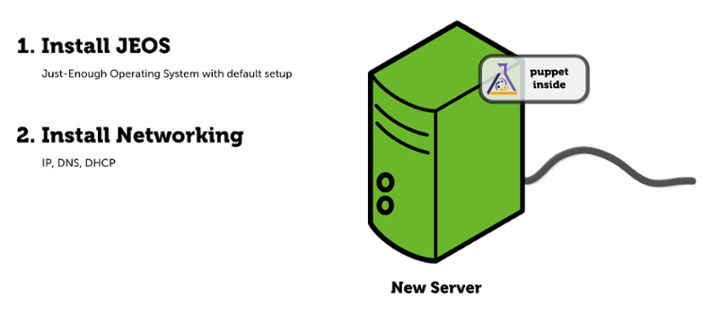 1. Install JEOS
Just-Enough Operating System with default setup
2. Install Networking
IP, DNS, DHCP
puppet
inside
New Server